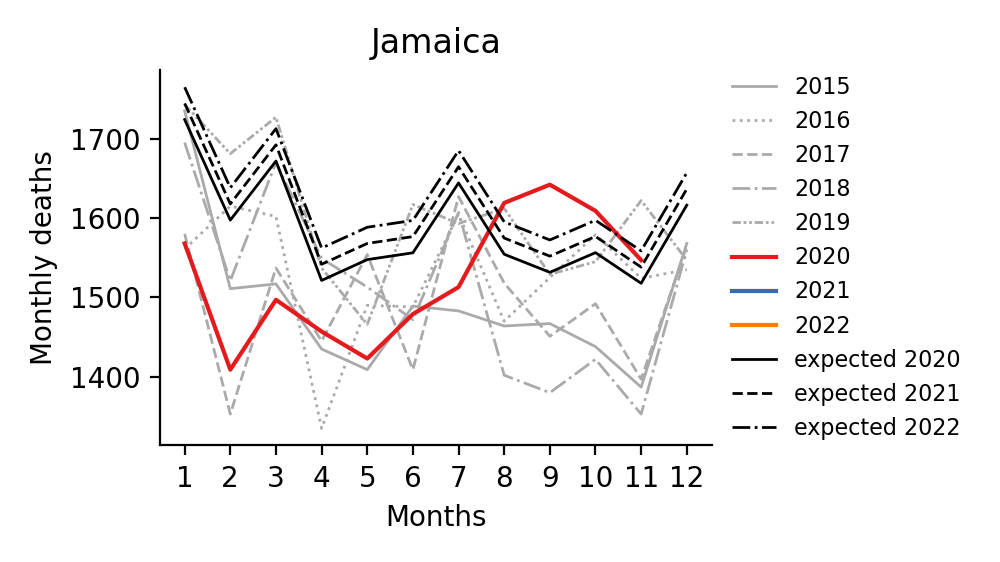 Jamaica
Monthly deaths
1700
1600
1500
1400
1 2 3 4 5 6 7 8 9 10 11 12
Months
2015
2016
2017
2018
2019
2020
2021
2022
expected 2020
expected 2021
expected 2022